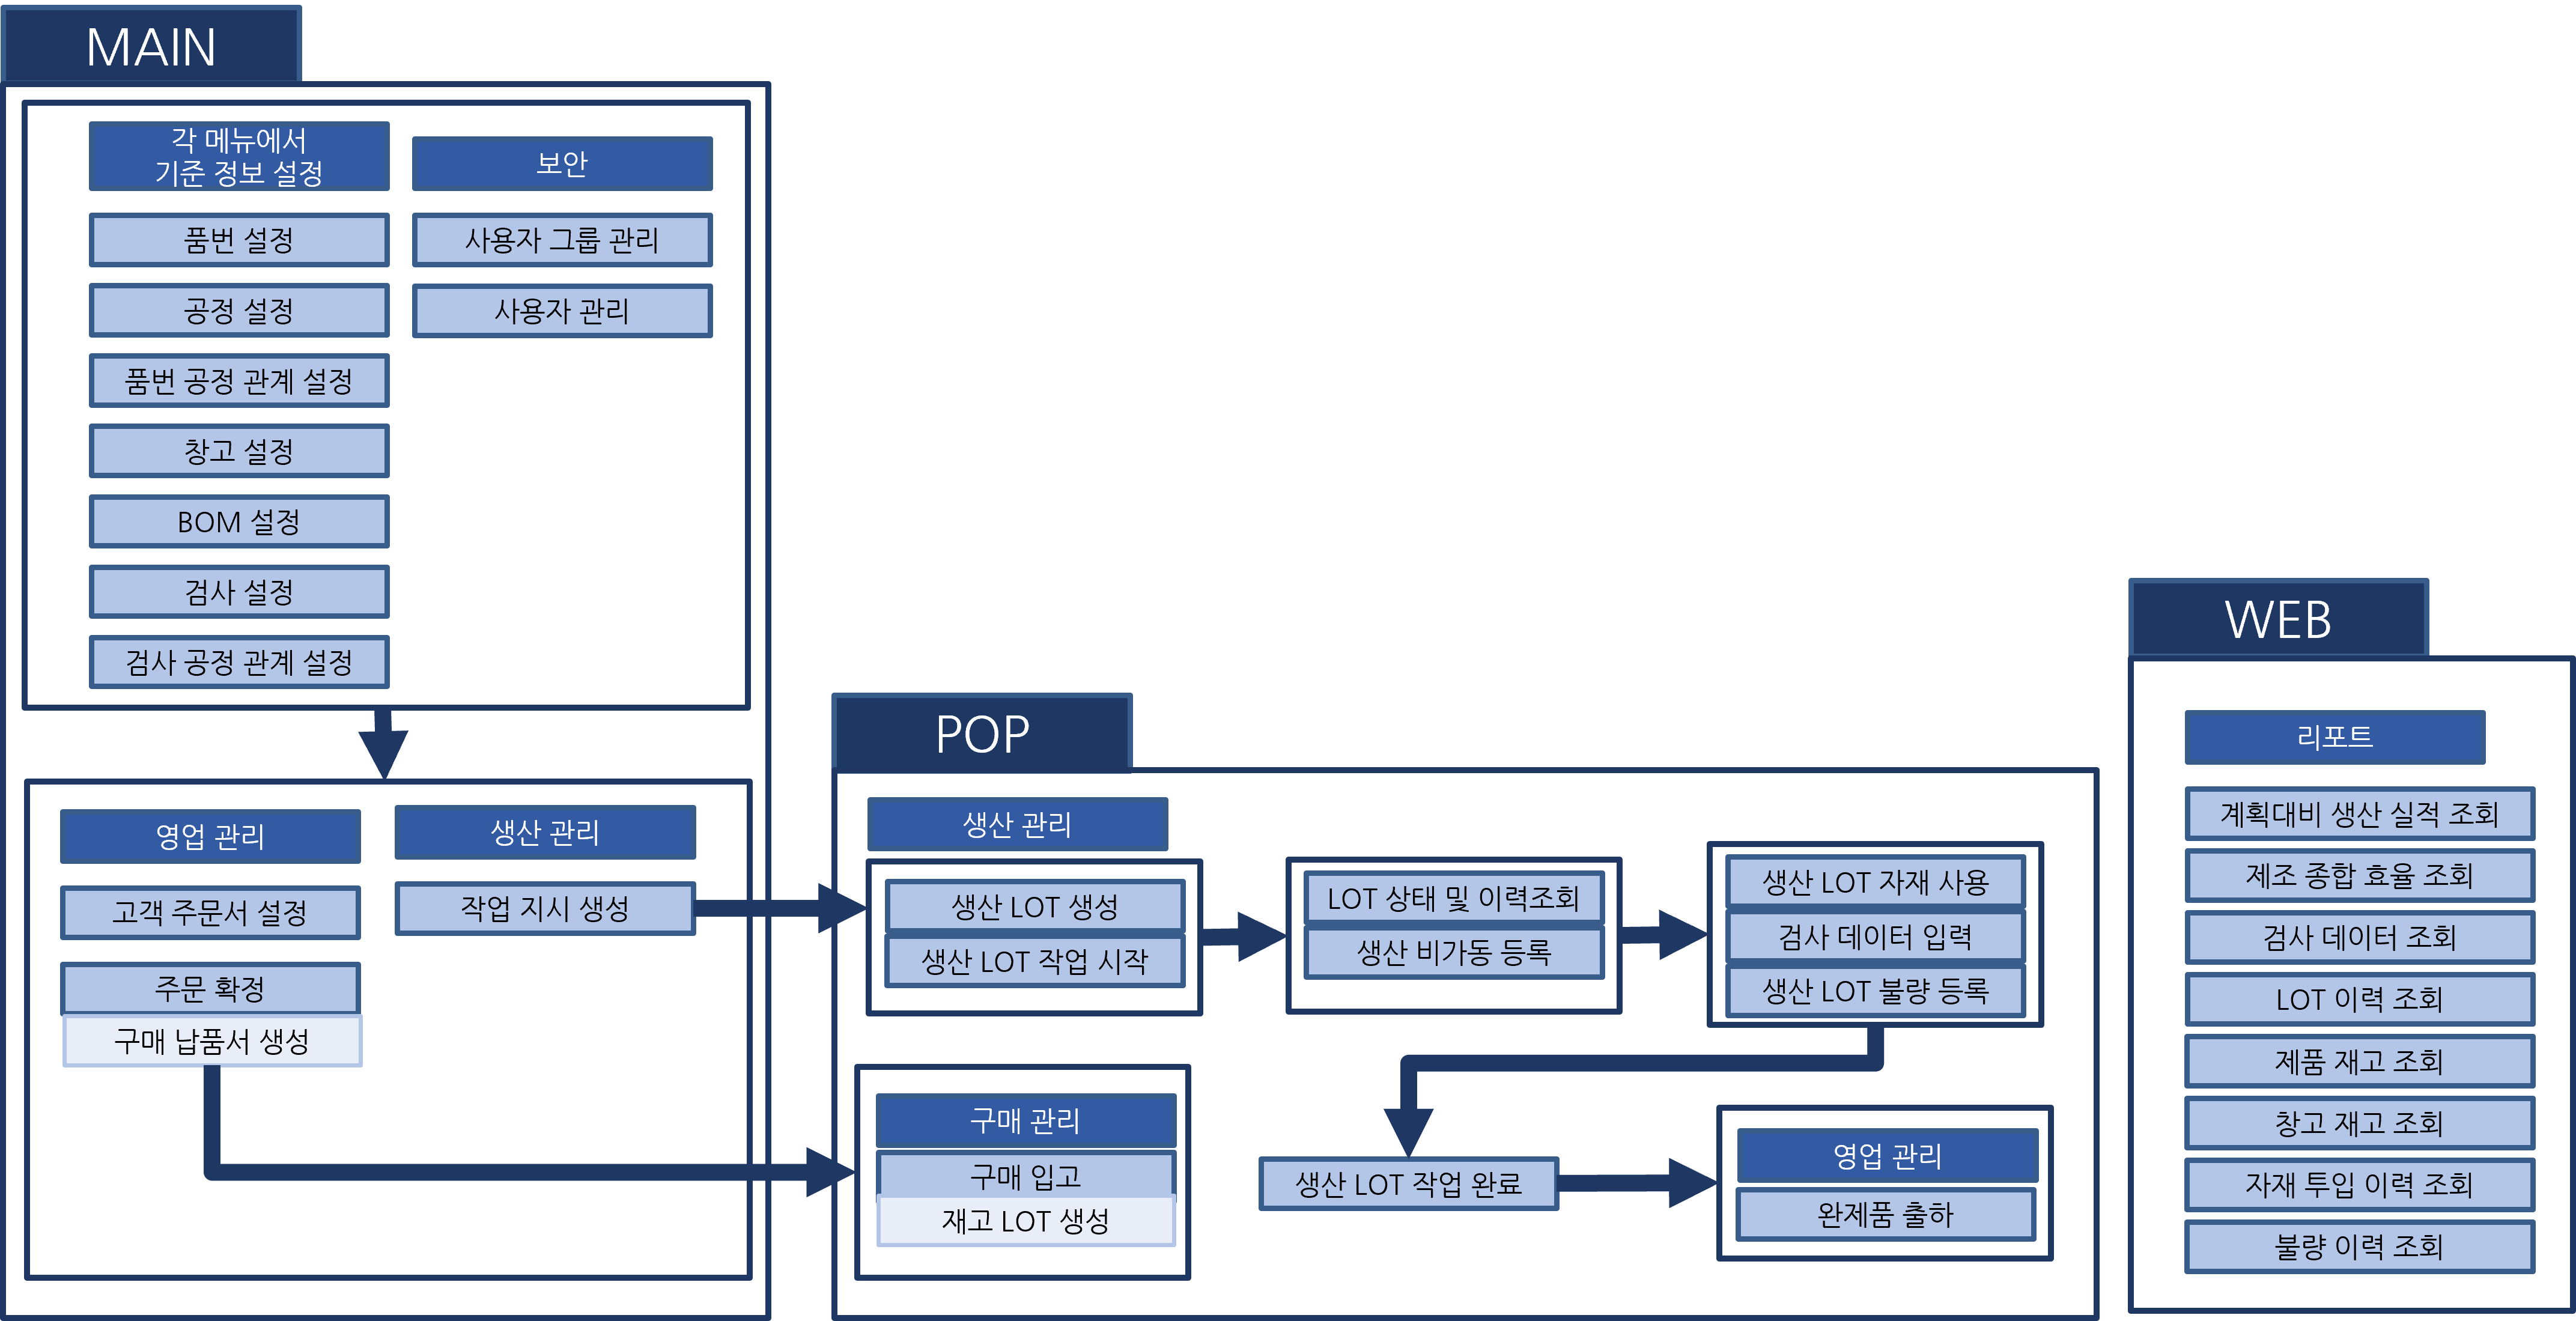 MAIN
각 메뉴에서
기준 정보 설정
품번 설정
공정 설정
품번 공정 관계 설정
창고 설정
BOM 설정
검사 설정
검사 공정 관계 설정
보안
사용자 그룹 관리
사용자 관리
영업 관리
고객 주문서 설정
주문 확정
구매 납품서 생성
생산 관리
작업 지시 생성
POP
생산 관리
생산 LOT 생성
생산 LOT 작업 시작
LOT 상태 및 이력조회
생산 비가동 등록
생산 LOT 자재 사용
검사 데이터 입력
생산 LOT 불량 등록
구매 관리
구매 입고
재고 LOT 생성
생산 LOT 작업 완료
영업 관리
완제품 출하
WEB
리포트
계획대비 생산 실적 조회
제조 종합 효율 조회
검사 데이터 조회
LOT 이력 조회
제품 재고 조회
창고 재고 조회
자재 투입 이력 조회
불량 이력 조회